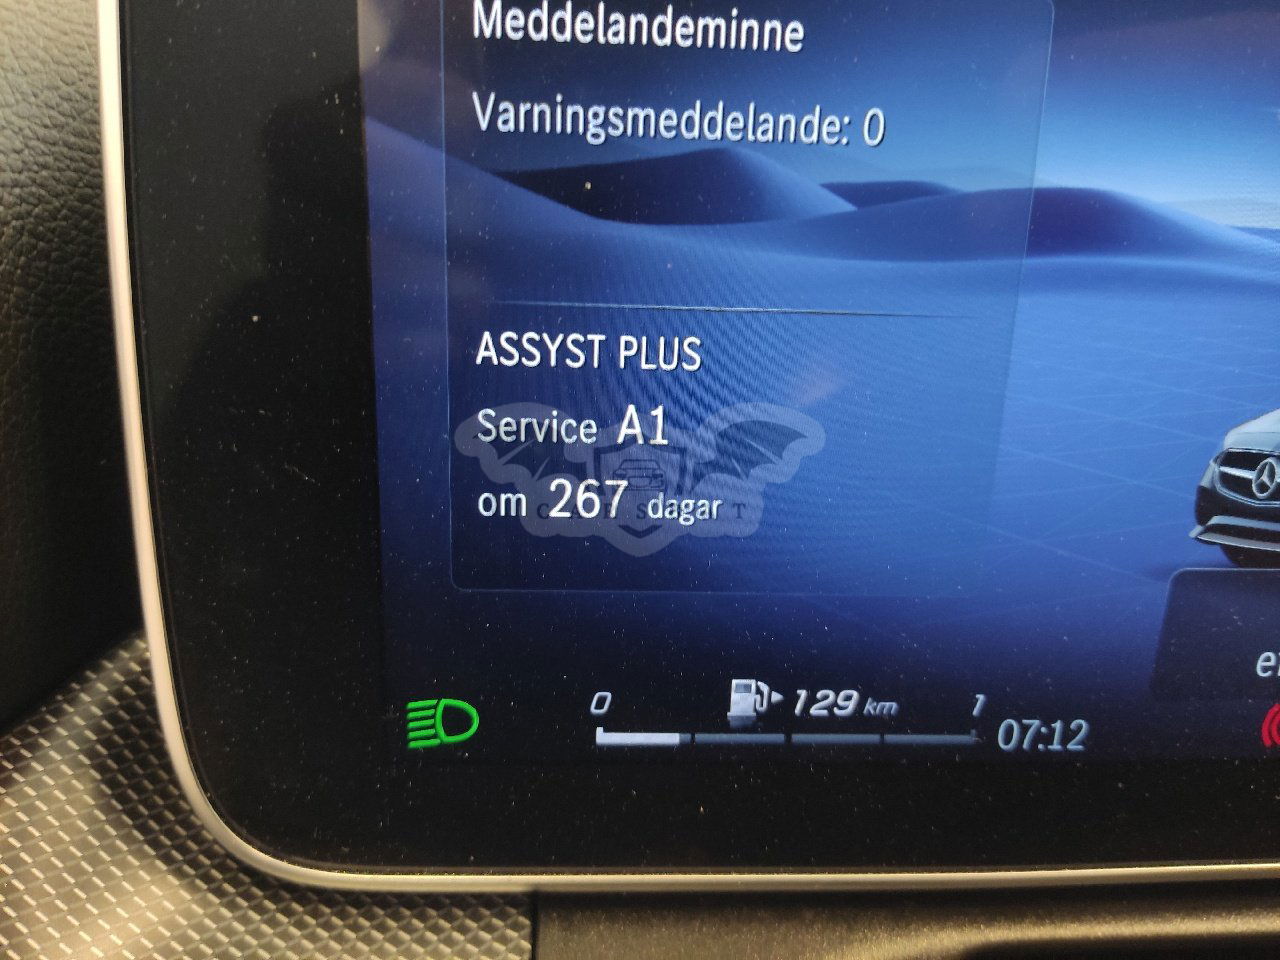 Meddelandeminne
Varningsmeddelande: 0
ASSYST PLUS
Service A1
om 267 dagar
0
129 km
1
07:12